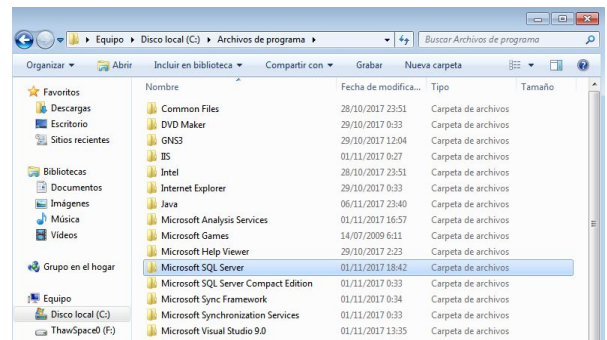 Equipo ▸ Disco local (C:) ▸ Archivos de programa ▸ Buscar Archivos de programa
Organizar Abrir Incluir en biblioteca Compartir con Grabar Nueva carpeta
Favoritos
Descargas
Escritorio
Sitios recientes
Bibliotecas
Documentos
Imágenes
Música
Vídeos
Grupo en el hogar
Equipo
Disco local (C:)
ThawSpace0 (F:)
Nombre Fecha de modifica... Tipo Tamaño
Common Files 28/10/2017 23:51 Carpeta de archivos
DVD Maker 29/10/2017 0:33 Carpeta de archivos
GNS3 29/10/2017 12:04 Carpeta de archivos
IIS 01/11/2017 0:27 Carpeta de archivos
Intel 28/10/2017 23:51 Carpeta de archivos
Internet Explorer 29/10/2017 0:33 Carpeta de archivos
Java 06/11/2017 23:40 Carpeta de archivos
Microsoft Analysis Services 01/11/2017 16:57 Carpeta de archivos
Microsoft Games 14/07/2009 6:11 Carpeta de archivos
Microsoft Help Viewer 29/10/2017 2:23 Carpeta de archivos
Microsoft SQL Server 01/11/2017 18:42 Carpeta de archivos
Microsoft SQL Server Compact Edition 01/11/2017 0:33 Carpeta de archivos
Microsoft Sync Framework 01/11/2017 0:34 Carpeta de archivos
Microsoft Synchronization Services 01/11/2017 0:33 Carpeta de archivos
Microsoft Visual Studio 9.0 01/11/2017 13:35 Carpeta de archivos